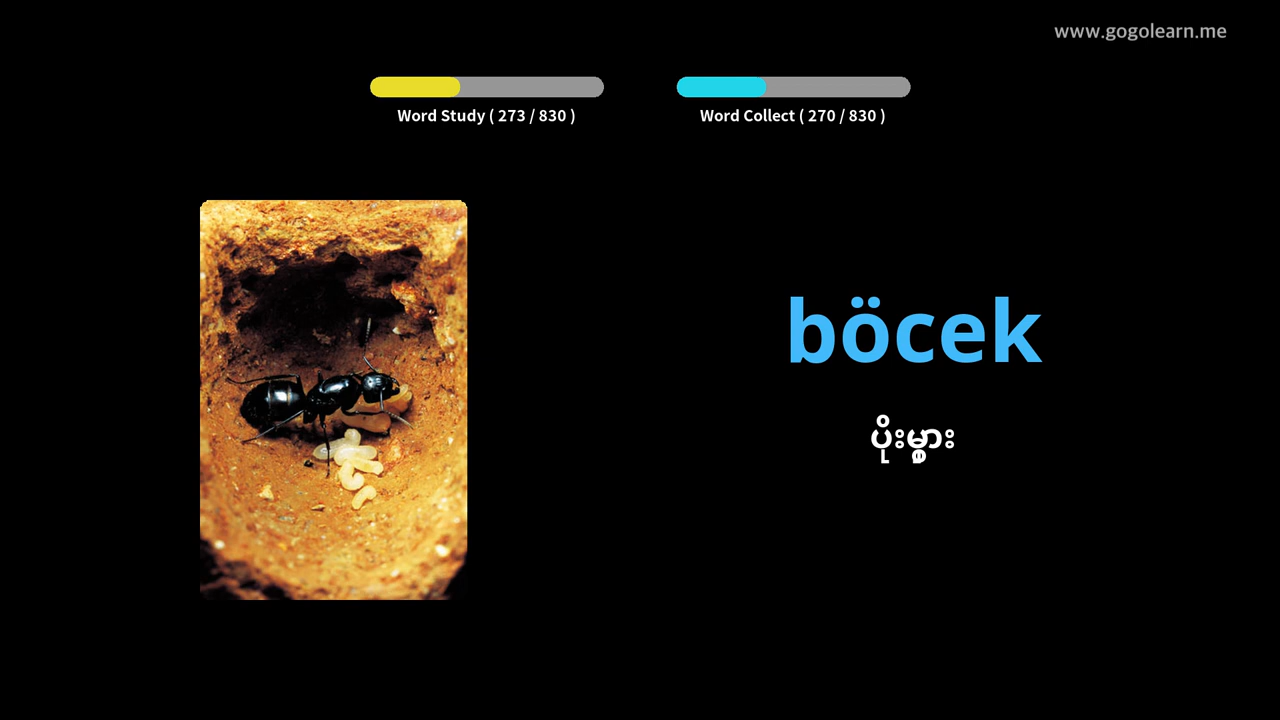 www.gogolearn.me
Word Study ( 273 / 830 )
Word Collect ( 270 / 830 )
böcek
ပိုးမွှား